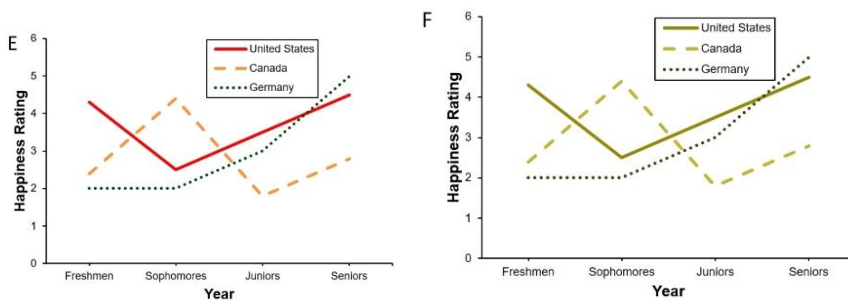 E
United States
Canada
Germany
Happiness Rating
6
5
4
3
2
1
0
Freshmen Sophomores Juniors Seniors
Year
F
United States
Canada
Germany
Happiness Rating
6
5
4
3
2
1
0
Freshmen Sophomores Juniors Seniors
Year